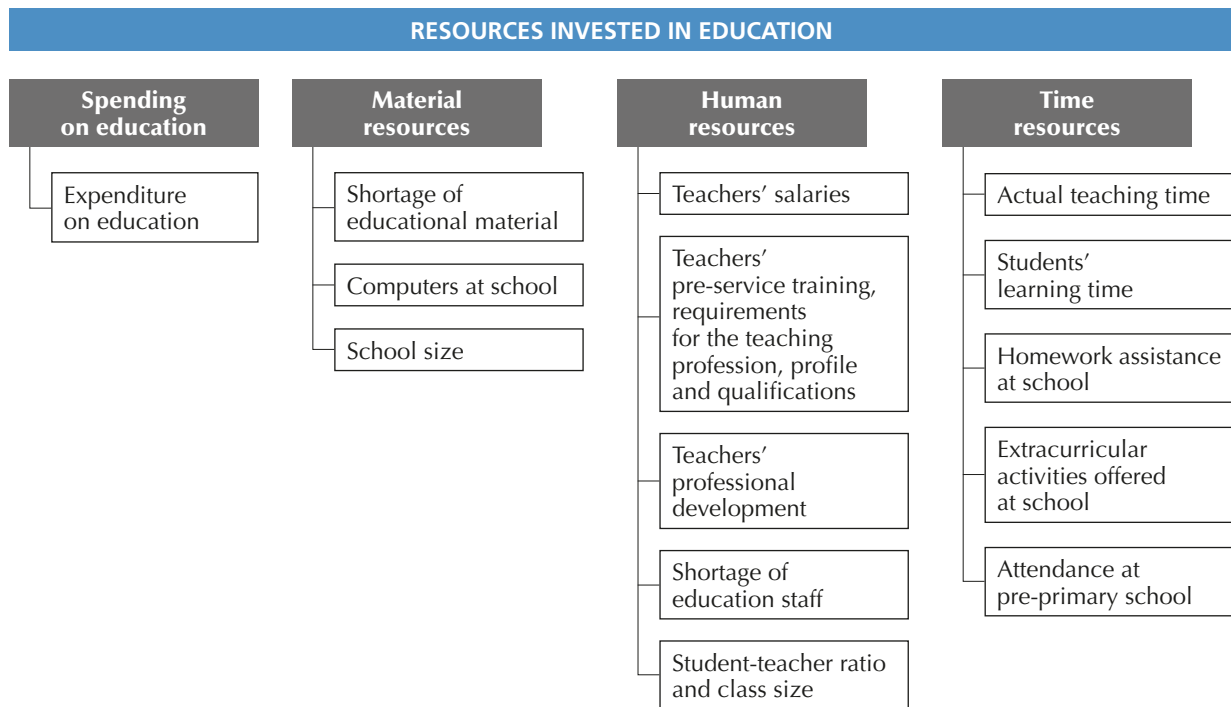 RESOURCES INVESTED IN EDUCATION
Spending
on education
Expenditure
on education
Material
resources
Shortage of
educational material
Computers at school
School size
Human
resources
Teachers’ salaries
Teachers’
pre-service training,
requirements
for the teaching
profession, profile
and qualifications
Teachers’
professional
development
Shortage of
education staff
Student-teacher ratio
and class size
Time
resources
Actual teaching time
Students’
learning time
Homework assistance
at school
Extracurricular
activities offered
at school
Attendance at
pre-primary school